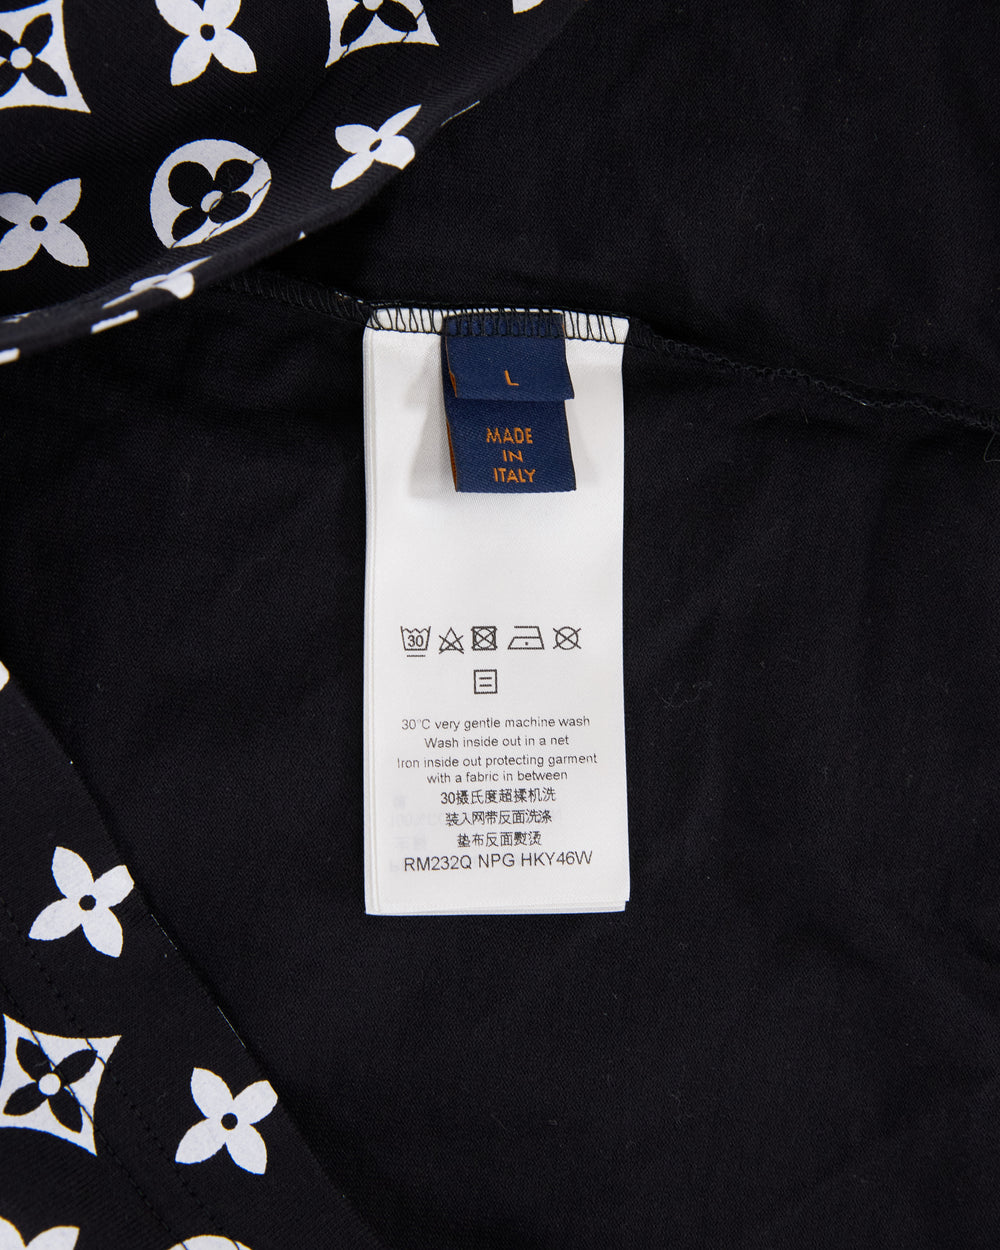 L
MADE
IN
ITALY
30
30°C very gentle machine wash
Wash inside out in a net
Iron inside out protecting garment
with a fabric in between
30摄氏度超揉机洗
装入网带反面洗涤
垫布反面熨烫
RM232Q NPG HKY46W